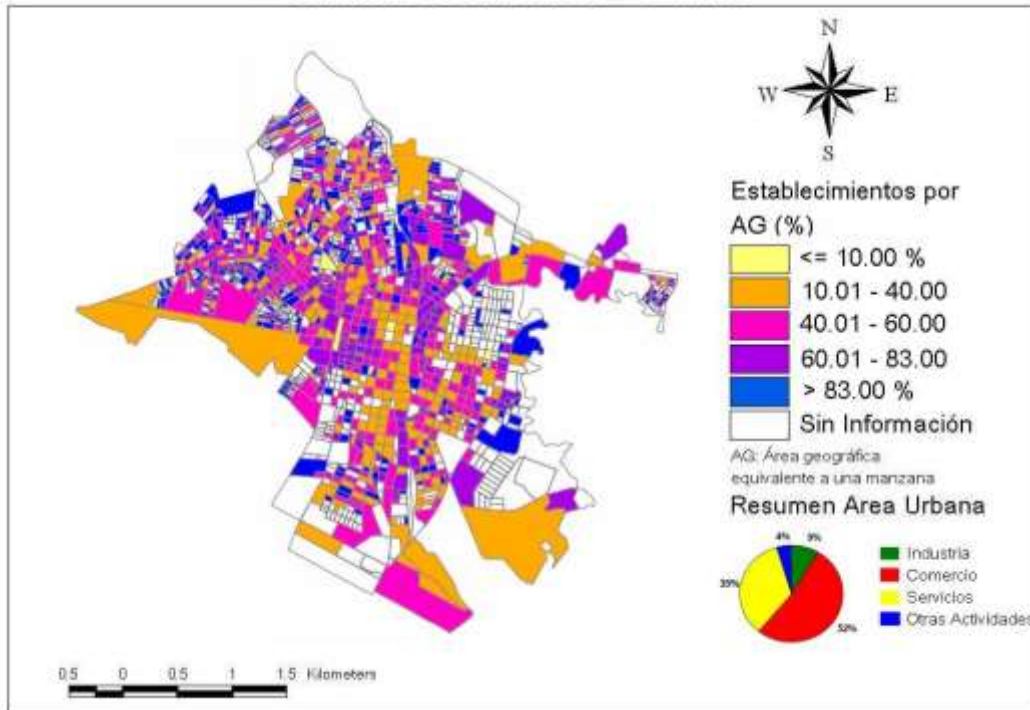 N
W E
S
Establecimientos por
AG (%)
<= 10.00 %
10.01 - 40.00
40.01 - 60.00
60.01 - 83.00
> 83.00 %
Sin Información
AG: Área geográfica
equivalente a una manzana
Resumen Area Urbana
4% 9%
35%
52%
Industria
Comercio
Servicios
Otras Actividades
0.5 0 0.5 1 1.5 Kilometers